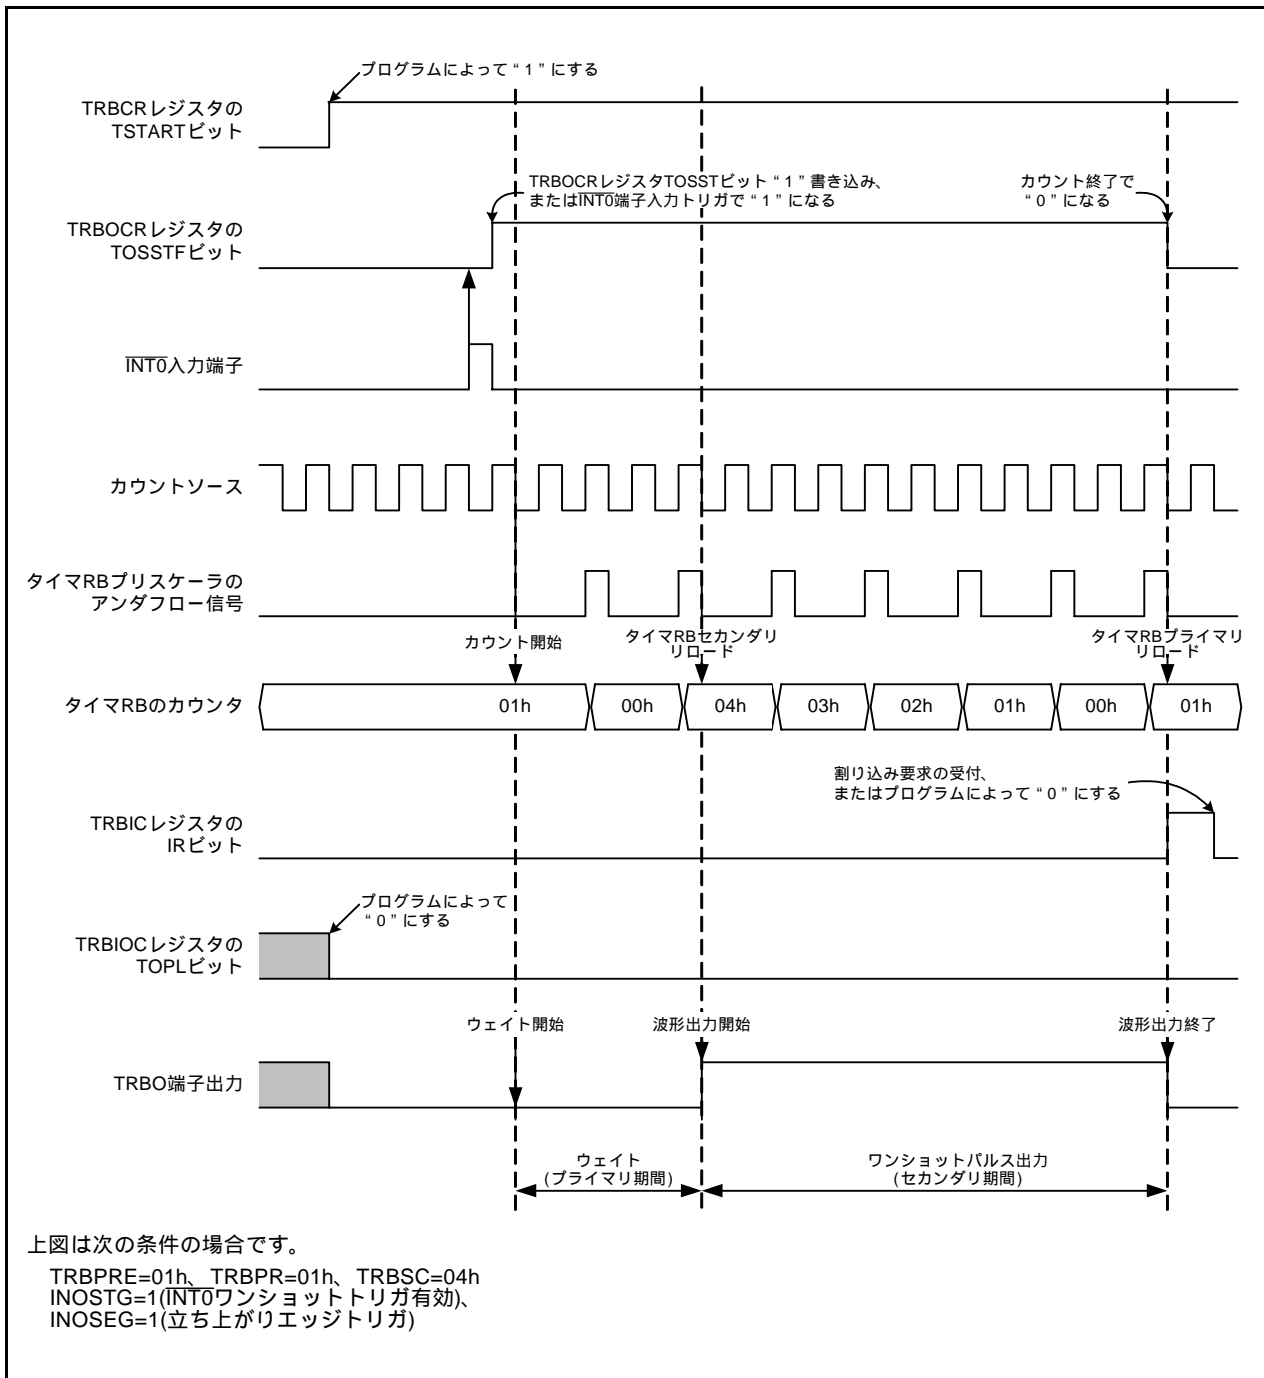 プログラムによって“1”にする
TRBCRレジスタの
TSTARTビット
TRBOCRレジスタTOSSTビット“1”書き込み、
またはINT0端子入力トリガで“1”になる
カウント終了で
“0”になる
TRBOCRレジスタの
TOSSTFビット
INT0入力端子
カウントソース
タイマRBプリスケーラの
アンダフロー信号
カウント開始
タイマRBセカンダリ
リロード
タイマRBプライマリ
リロード
タイマRBのカウンタ
01h
00h
04h
03h
02h
01h
00h
01h
割り込み要求の受付、
またはプログラムによって“0”にする
TRBICレジスタの
IRビット
プログラムによって
“0”にする
TRBIOCレジスタの
TOPLビット
ウェイト開始
波形出力開始
波形出力終了
TRBO端子出力
ウェイト
(プライマリ期間)
ワンショットパルス出力
(セカンダリ期間)
上図は次の条件の場合です。
TRBPRE=01h、TRBPR=01h、TRBSC=04h
INOSTG=1(INT0ワンショットトリガ有効)、
INOSEG=1(立ち上がりエッジトリガ)